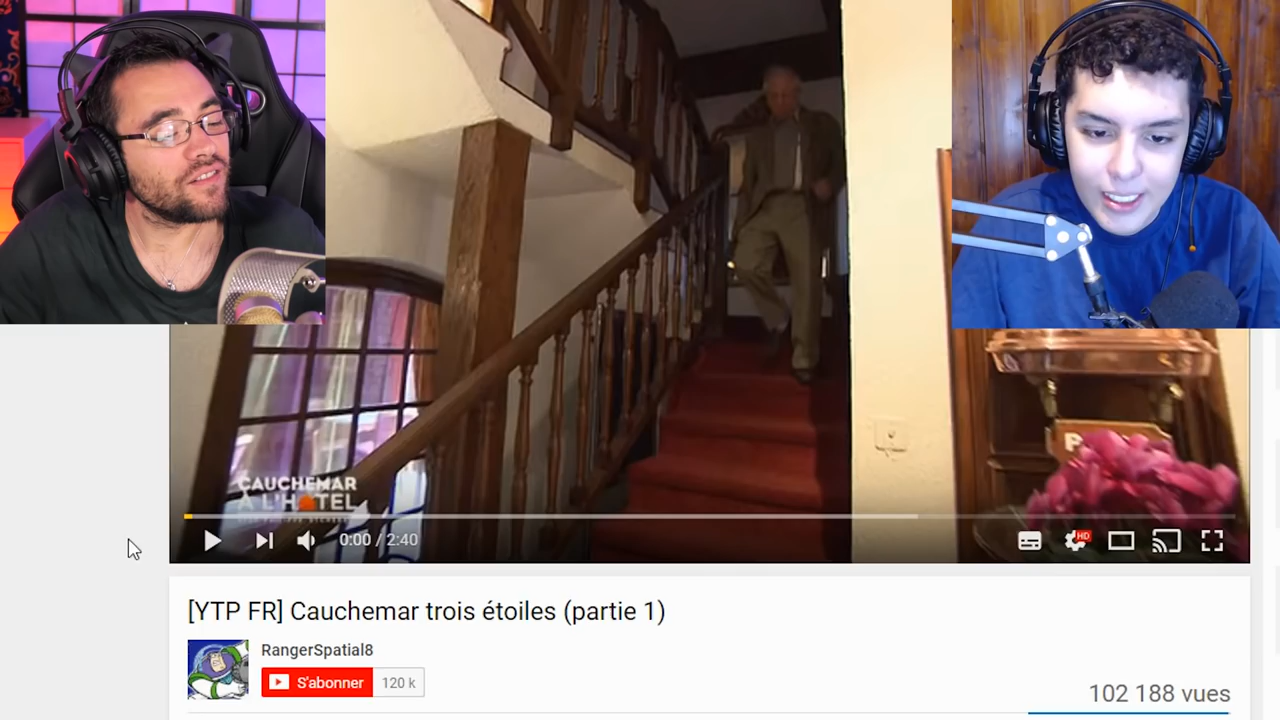 CAUCHEMAR
À L'HÔTEL
0:00 / 2:40
HD
[YTP FR] Cauchemar trois étoiles (partie 1)
RangerSpatial8
S'abonner
120 k
102 188 vues